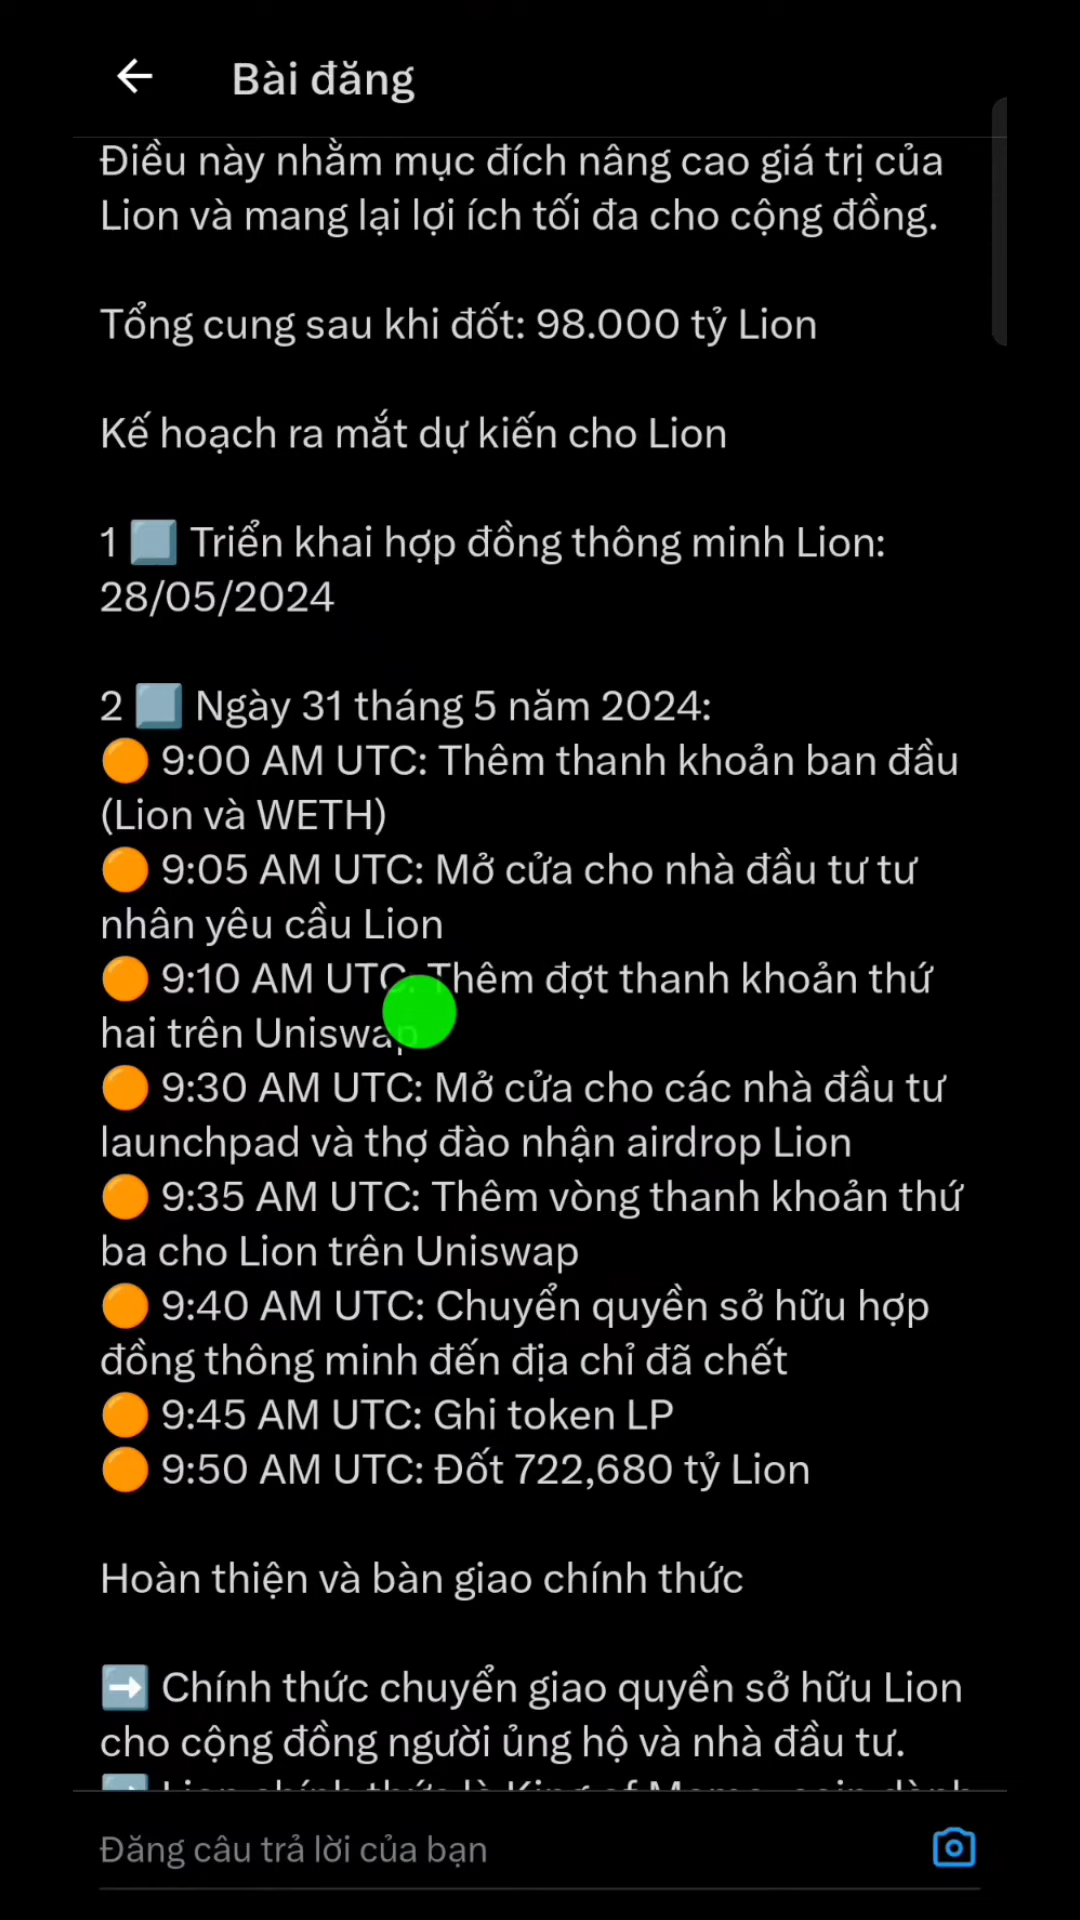 Bài đăng
Điều này nhằm mục đích nâng cao giá trị của
Lion và mang lại lợi ích tối đa cho cộng đồng.
Tổng cung sau khi đốt: 98.000 tỷ Lion
Kế hoạch ra mắt dự kiến cho Lion
1 Triển khai hợp đồng thông minh Lion:
28/05/2024
2 Ngày 31 tháng 5 năm 2024:
9:00 AM UTC: Thêm thanh khoản ban đầu
(Lion và WETH)
9:05 AM UTC: Mở cửa cho nhà đầu tư tư
nhân yêu cầu Lion
9:10 AM UTC: Thêm đợt thanh khoản thứ
hai trên Uniswap
9:30 AM UTC: Mở cửa cho các nhà đầu tư
launchpad và thợ đào nhận airdrop Lion
9:35 AM UTC: Thêm vòng thanh khoản thứ
ba cho Lion trên Uniswap
9:40 AM UTC: Chuyển quyền sở hữu hợp
đồng thông minh đến địa chỉ đã chết
9:45 AM UTC: Ghi token LP
9:50 AM UTC: Đốt 722,680 tỷ Lion
Hoàn thiện và bàn giao chính thức
Chính thức chuyển giao quyền sở hữu Lion
cho cộng đồng người ủng hộ và nhà đầu tư.
Lion chính thức là King of Meme, coin dành
Đăng câu trả lời của bạn